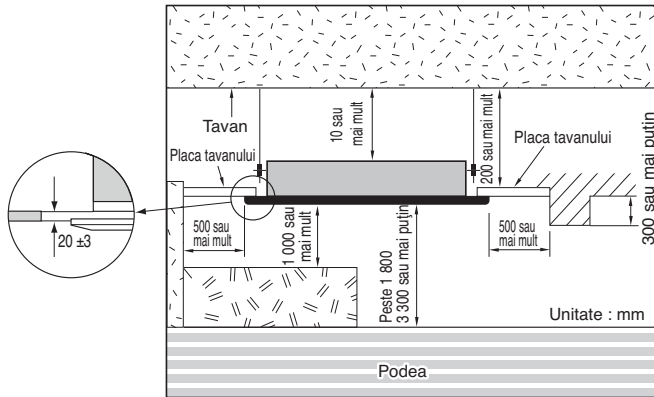 Tavan
Placa tavanului
10 sau
mai mult
200 sau mai mult
Placa tavanului
300 sau mai puțin
20 ±3
500 sau
mai mult
1 000 sau
mai mult
Peste 1 800
3 300 sau mai puțin
500 sau
mai mult
Unitate : mm
Podea